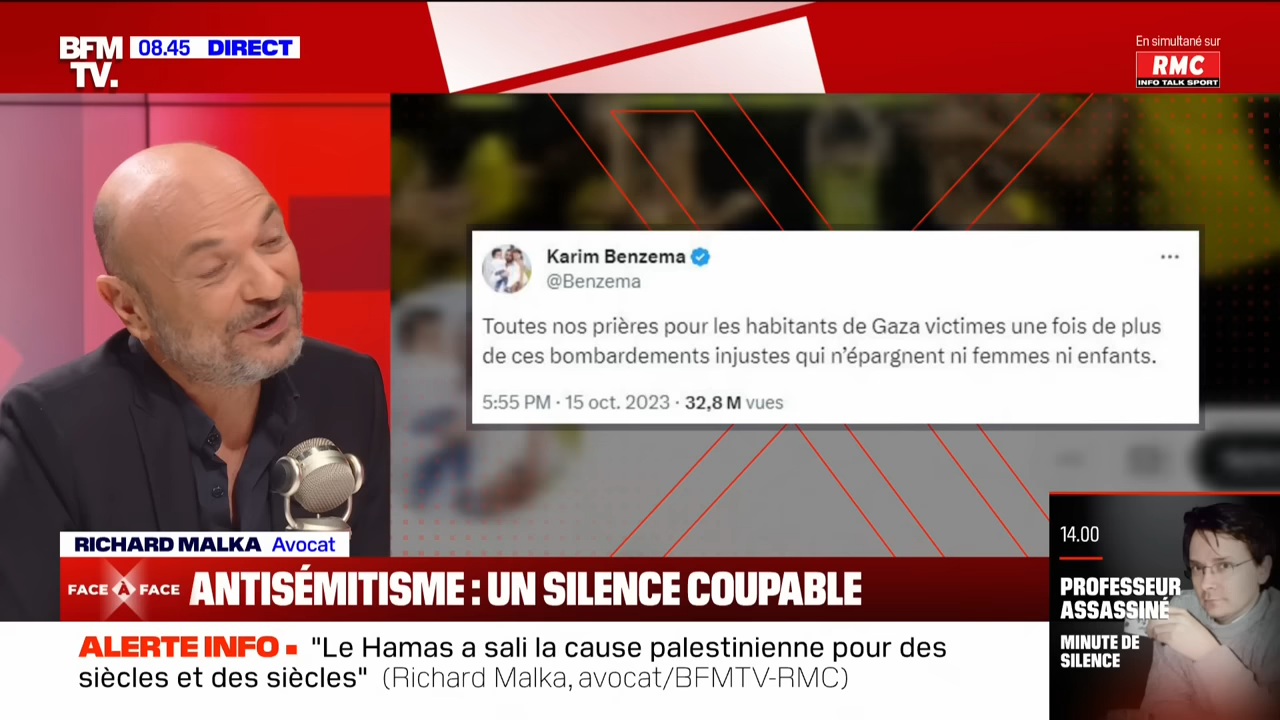 BFM
TV.
08.45 DIRECT
En simultané sur
RMC
INFO TALK SPORT
Karim Benzema
@Benzema
Toutes nos prières pour les habitants de Gaza victimes une fois de plus
de ces bombardements injustes qui n’épargnent ni femmes ni enfants.
5:55 PM · 15 oct. 2023 · 32,8 M vues
RICHARD MALKA Avocat
FACE À FACE
ANTISÉMITISME : UN SILENCE COUPABLE
ALERTE INFO ▪ "Le Hamas a sali la cause palestinienne pour des
siècles et des siècles" (Richard Malka, avocat/BFMTV-RMC)
14.00
PROFESSEUR
ASSASSINÉ
MINUTE DE
SILENCE